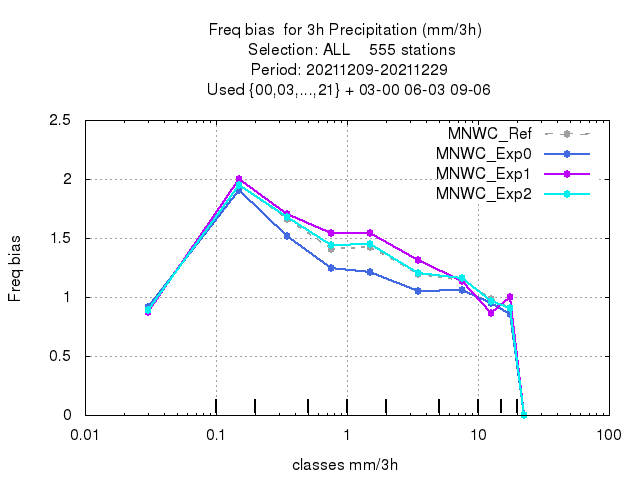 Freq bias  for 3h Precipitation (mm/3h)
Selection: ALL    555 stations
Period: 20211209-20211229
Used {00,03,...,21} + 03-00 06-03 09-06
2.5
2
1.5
1
0.5
0
Freq bias
MNWC_Ref
MNWC_Exp0
MNWC_Exp1
MNWC_Exp2
0.01 0.1 1 10 100
classes mm/3h